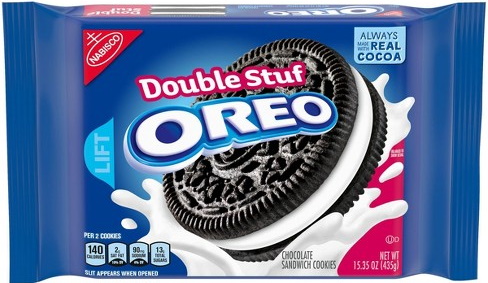 NABISCO
ALWAYS
MADE WITH REAL
COCOA
Double Stuf
OREO
LIFT
PER 2 COOKIES
140 CALORIES
2g SAT FAT
90mg SODIUM
13g TOTAL SUGARS
SLIT APPEARS WHEN OPENED
CHOCOLATE
SANDWICH COOKIES
NET WT
15.35 OZ (435g)
OREO